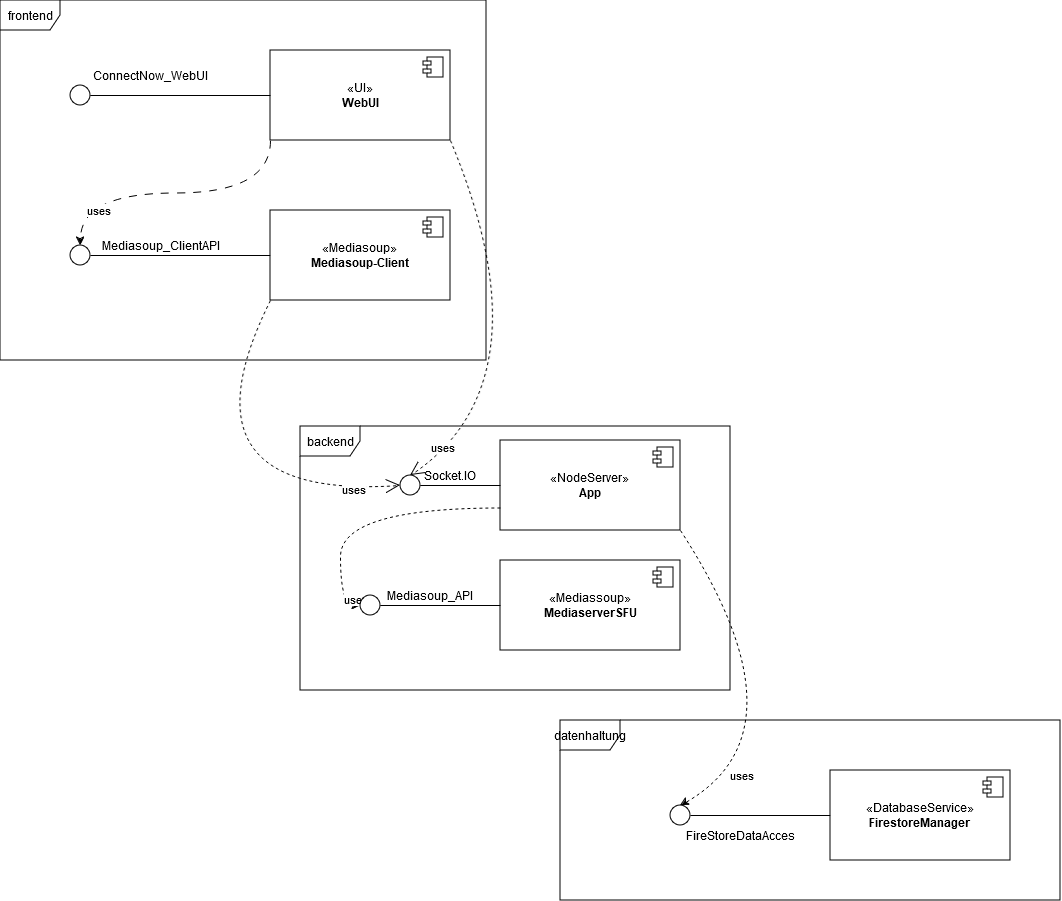 frontend
ConnectNow_WebUI
«UI»
WebUI
uses
Mediasoup_ClientAPI
«Mediasoup»
Mediasoup-Client
backend
uses
Socket.IO
uses
«NodeServer»
App
use
Mediasoup_API
«Mediassoup»
MediaserverSFU
datenhaltung
uses
FireStoreDataAcces
«DatabaseService»
FirestoreManager